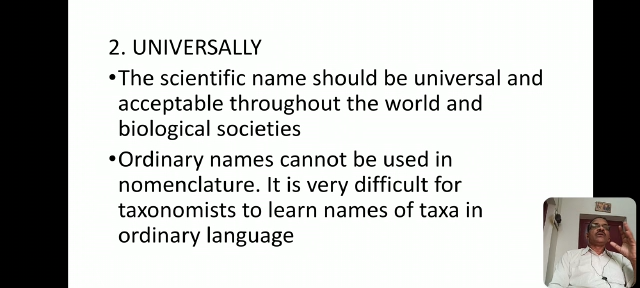 2. UNIVERSALLY
•The scientific name should be universal and
acceptable throughout the world and
biological societies
•Ordinary names cannot be used in
nomenclature. It is very difficult for
taxonomists to learn names of taxa in
ordinary language